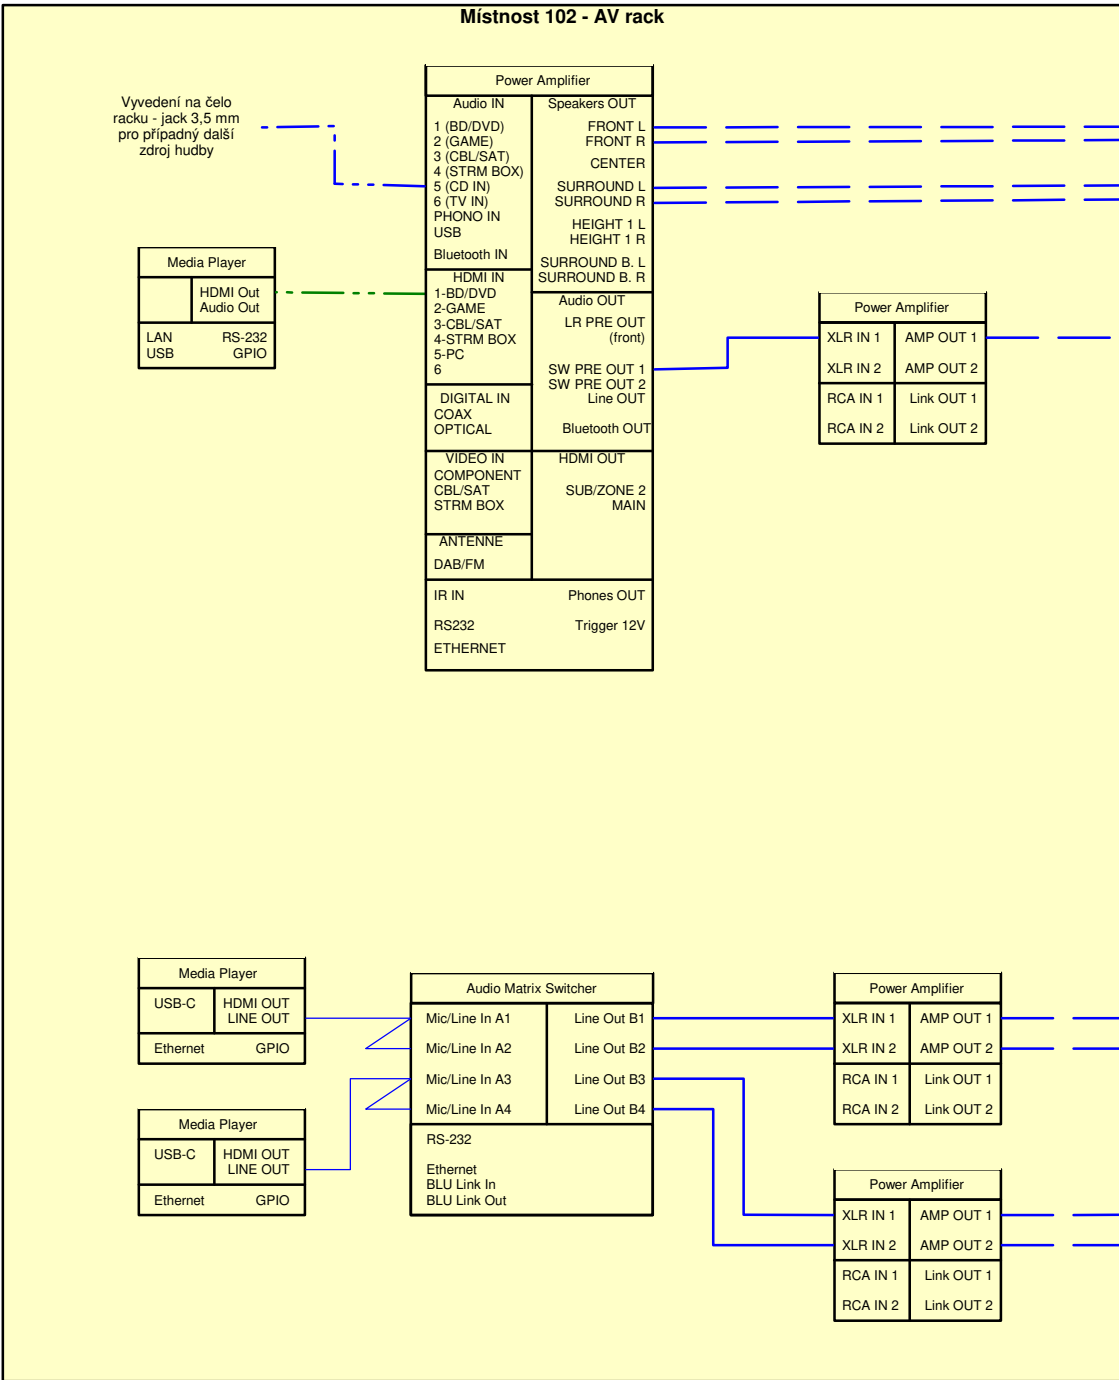 Místnost 102 - AV rack
Vyvedení na čelo
racku - jack 3,5 mm
pro případný další
zdroj hudby
Power Amplifier
Audio IN
1 (BD/DVD)
2 (GAME)
3 (CBL/SAT)
4 (STRM BOX)
5 (CD IN)
6 (TV IN)
PHONO IN
USB
Bluetooth IN
HDMI IN
1-BD/DVD
2-GAME
3-CBL/SAT
4-STRM BOX
5-PC
6
DIGITAL IN
COAX
OPTICAL
VIDEO IN
COMPONENT
CBL/SAT
STRM BOX
ANTENNE
DAB/FM
Speakers OUT
FRONT L
FRONT R
CENTER
SURROUND L
SURROUND R
HEIGHT 1 L
HEIGHT 1 R
SURROUND B. L
SURROUND B. R
Audio OUT
LR PRE OUT
(front)
SW PRE OUT 1
SW PRE OUT 2
Line OUT
Bluetooth OUT
HDMI OUT
SUB/ZONE 2
MAIN
IR IN Phones OUT
RS232 Trigger 12V
ETHERNET
Media Player
HDMI Out
Audio Out
LAN RS-232
USB GPIO
Power Amplifier
XLR IN 1 AMP OUT 1
XLR IN 2 AMP OUT 2
RCA IN 1 Link OUT 1
RCA IN 2 Link OUT 2
Media Player
USB-C HDMI OUT
LINE OUT
Ethernet GPIO
Media Player
USB-C HDMI OUT
LINE OUT
Ethernet GPIO
Audio Matrix Switcher
Mic/Line In A1 Line Out B1
Mic/Line In A2 Line Out B2
Mic/Line In A3 Line Out B3
Mic/Line In A4 Line Out B4
RS-232
Ethernet
BLU Link In
BLU Link Out
Power Amplifier
XLR IN 1 AMP OUT 1
XLR IN 2 AMP OUT 2
RCA IN 1 Link OUT 1
RCA IN 2 Link OUT 2
Power Amplifier
XLR IN 1 AMP OUT 1
XLR IN 2 AMP OUT 2
RCA IN 1 Link OUT 1
RCA IN 2 Link OUT 2